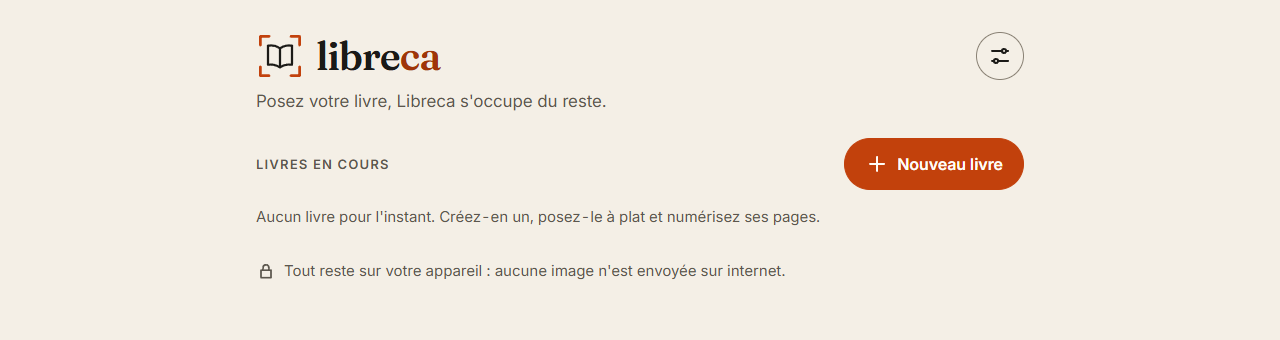 libreca
Posez votre livre, Libreca s'occupe du reste.
LIVRES EN COURS
Nouveau livre
Aucun livre pour l'instant. Créez-en un, posez-le à plat et numérisez ses pages.
Tout reste sur votre appareil : aucune image n'est envoyée sur internet.